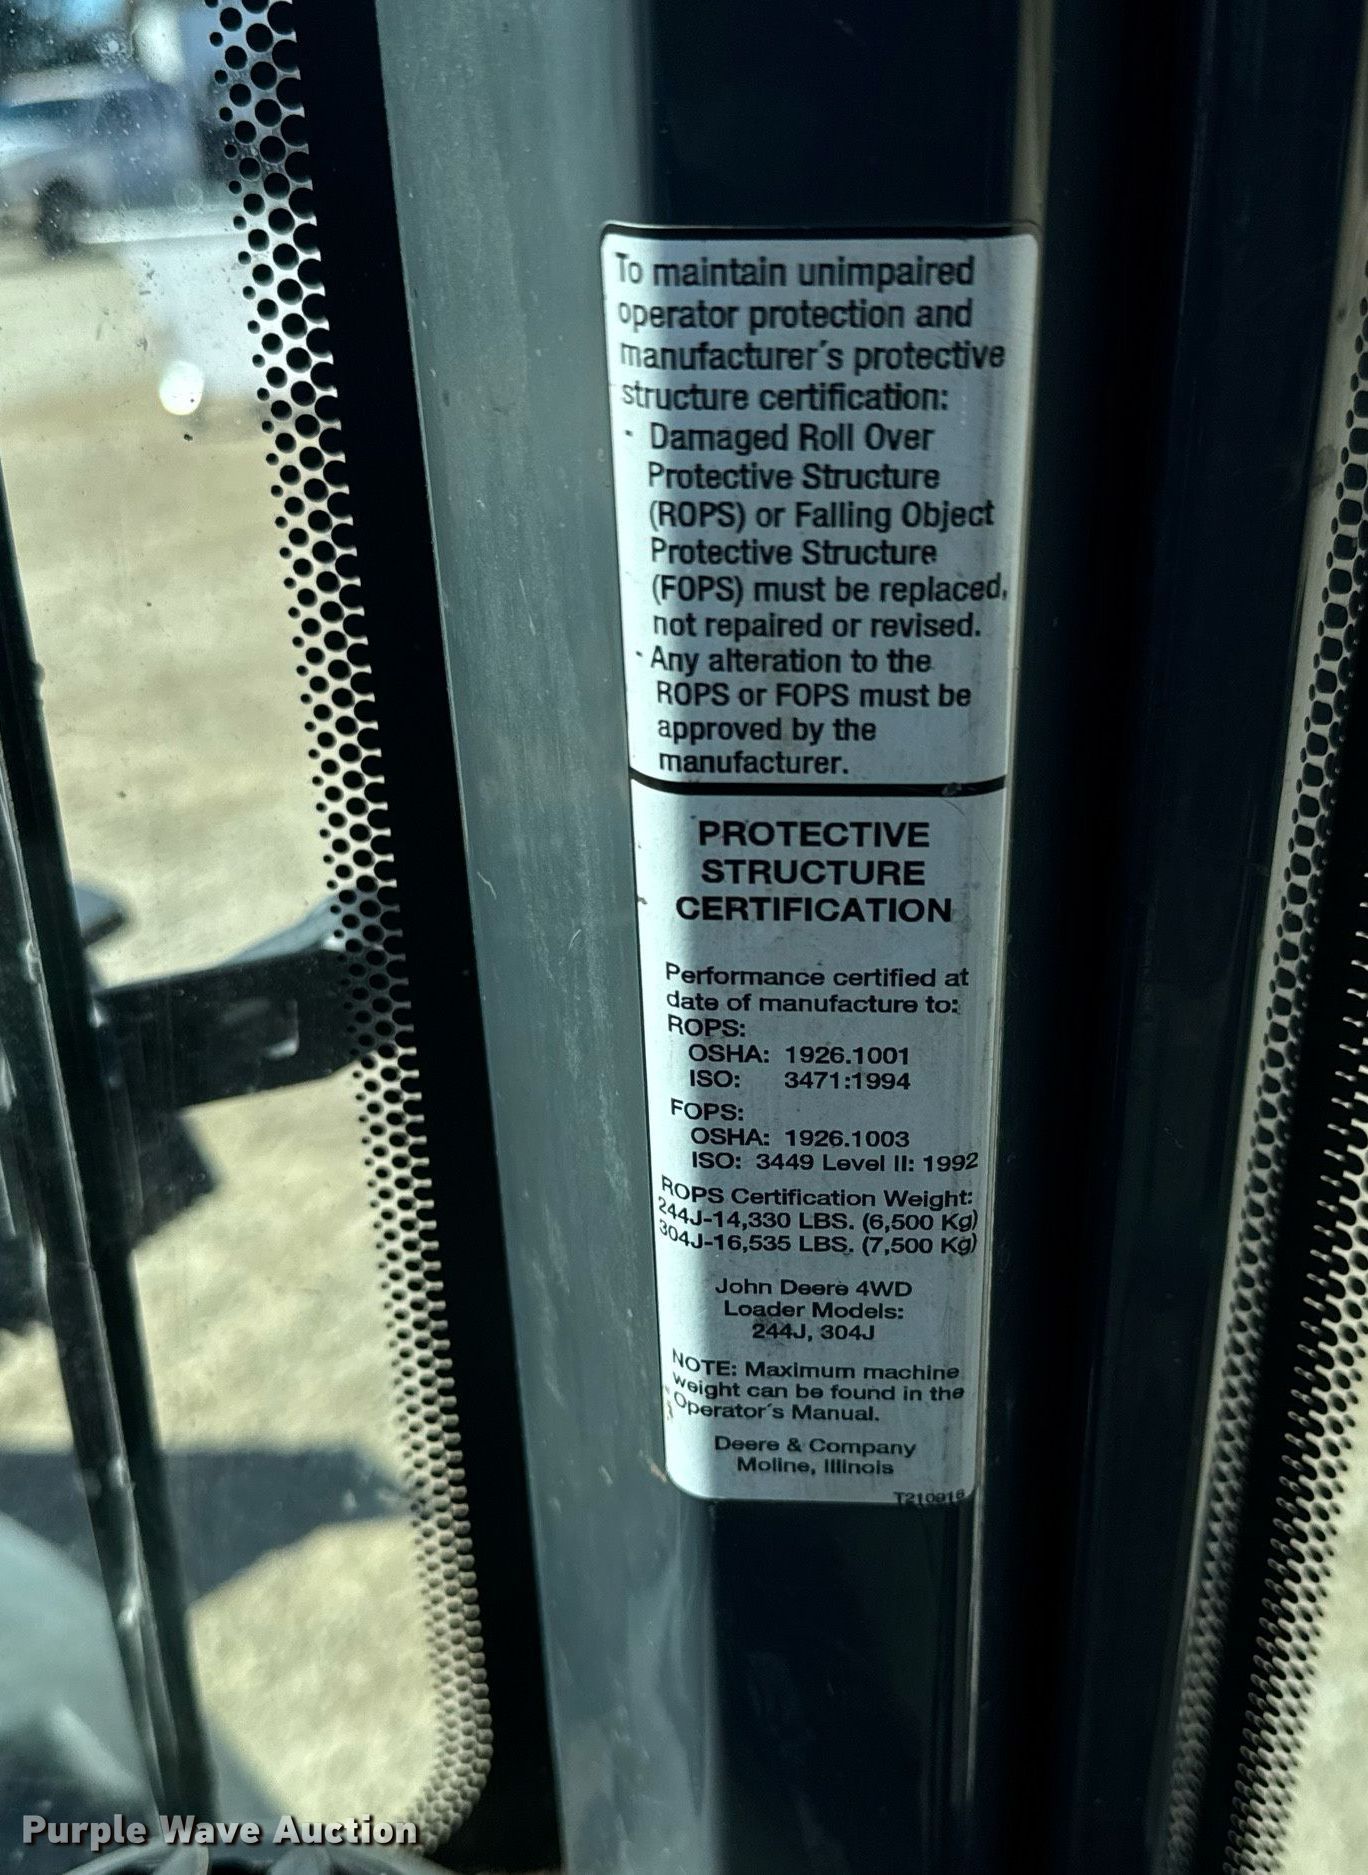 To maintain unimpaired
operator protection and
manufacturer's protective
structure certification:
· Damaged Roll Over
Protective Structure
(ROPS) or Falling Object
Protective Structure
(FOPS) must be replaced,
not repaired or revised.
· Any alteration to the
ROPS or FOPS must be
approved by the
manufacturer.
PROTECTIVE
STRUCTURE
CERTIFICATION
Performance certified at
date of manufacture to:
ROPS:
OSHA: 1926.1001
ISO: 3471:1994
FOPS:
OSHA: 1926.1003
ISO: 3449 Level II: 1992
ROPS Certification Weight:
244J-14,330 LBS. (6,500 Kg)
304J-16,535 LBS. (7,500 Kg)
John Deere 4WD
Loader Models:
244J, 304J
NOTE: Maximum machine
weight can be found in the
Operator's Manual.
Deere & Company
Moline, Illinois
T210916
Purple Wave Auction